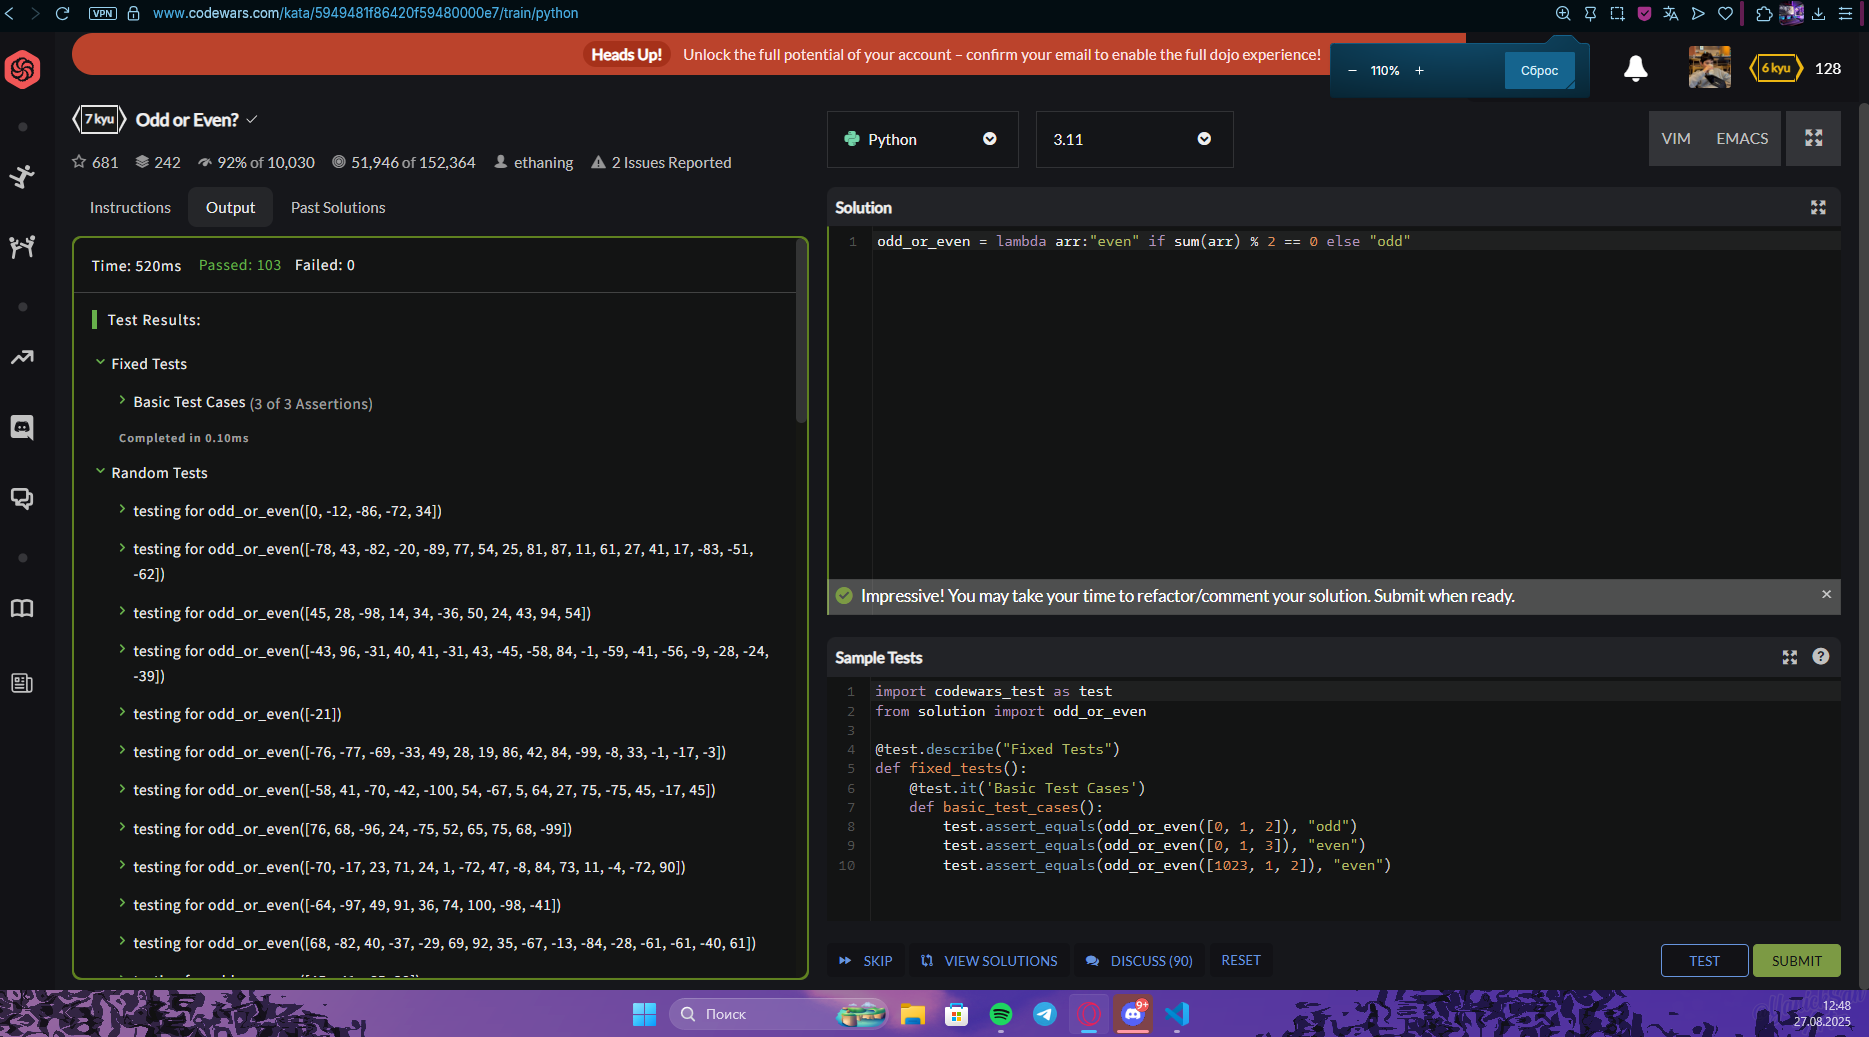 VPN
www.codewars.com/kata/5949481f86420f59480000e7/train/python
Heads Up! Unlock the full potential of your account – confirm your email to enable the full dojo experience!
− 110% +
Сброс
6 kyu 128
7 kyu Odd or Even?
681 242 92% of 10,030 51,946 of 152,364 ethaning 2 Issues Reported
Instructions Output Past Solutions
Time: 520ms Passed: 103 Failed: 0
Test Results:
Fixed Tests
Basic Test Cases (3 of 3 Assertions)
Completed in 0.10ms
Random Tests
testing for odd_or_even([0, -12, -86, -72, 34])
testing for odd_or_even([-78, 43, -82, -20, -89, 77, 54, 25, 81, 87, 11, 61, 27, 41, 17, -83, -51,
-62])
testing for odd_or_even([45, 28, -98, 14, 34, -36, 50, 24, 43, 94, 54])
testing for odd_or_even([-43, 96, -31, 40, 41, -31, 43, -45, -58, 84, -1, -59, -41, -56, -9, -28, -24,
-39])
testing for odd_or_even([-21])
testing for odd_or_even([-76, -77, -69, -33, 49, 28, 19, 86, 42, 84, -99, -8, 33, -1, -17, -3])
testing for odd_or_even([-58, 41, -70, -42, -100, 54, -67, 5, 64, 27, 75, -75, 45, -17, 45])
testing for odd_or_even([76, 68, -96, 24, -75, 52, 65, 75, 68, -99])
testing for odd_or_even([-70, -17, 23, 71, 24, 1, -72, 47, -8, 84, 73, 11, -4, -72, 90])
testing for odd_or_even([-64, -97, 49, 91, 36, 74, 100, -98, -41])
testing for odd_or_even([68, -82, 40, -37, -29, 69, 92, 35, -67, -13, -84, -28, -61, -61, -40, 61])
Python 3.11 VIM EMACS
Solution
1 odd_or_even = lambda arr:"even" if sum(arr) % 2 == 0 else "odd"
Impressive! You may take your time to refactor/comment your solution. Submit when ready.
Sample Tests
1 import codewars_test as test
2 from solution import odd_or_even
3
4 @test.describe("Fixed Tests")
5 def fixed_tests():
6 @test.it('Basic Test Cases')
7 def basic_test_cases():
8 test.assert_equals(odd_or_even([0, 1, 2]), "odd")
9 test.assert_equals(odd_or_even([0, 1, 3]), "even")
10 test.assert_equals(odd_or_even([1023, 1, 2]), "even")
SKIP VIEW SOLUTIONS DISCUSS (90) RESET TEST SUBMIT
Поиск
9+
12:48
27.08.2025